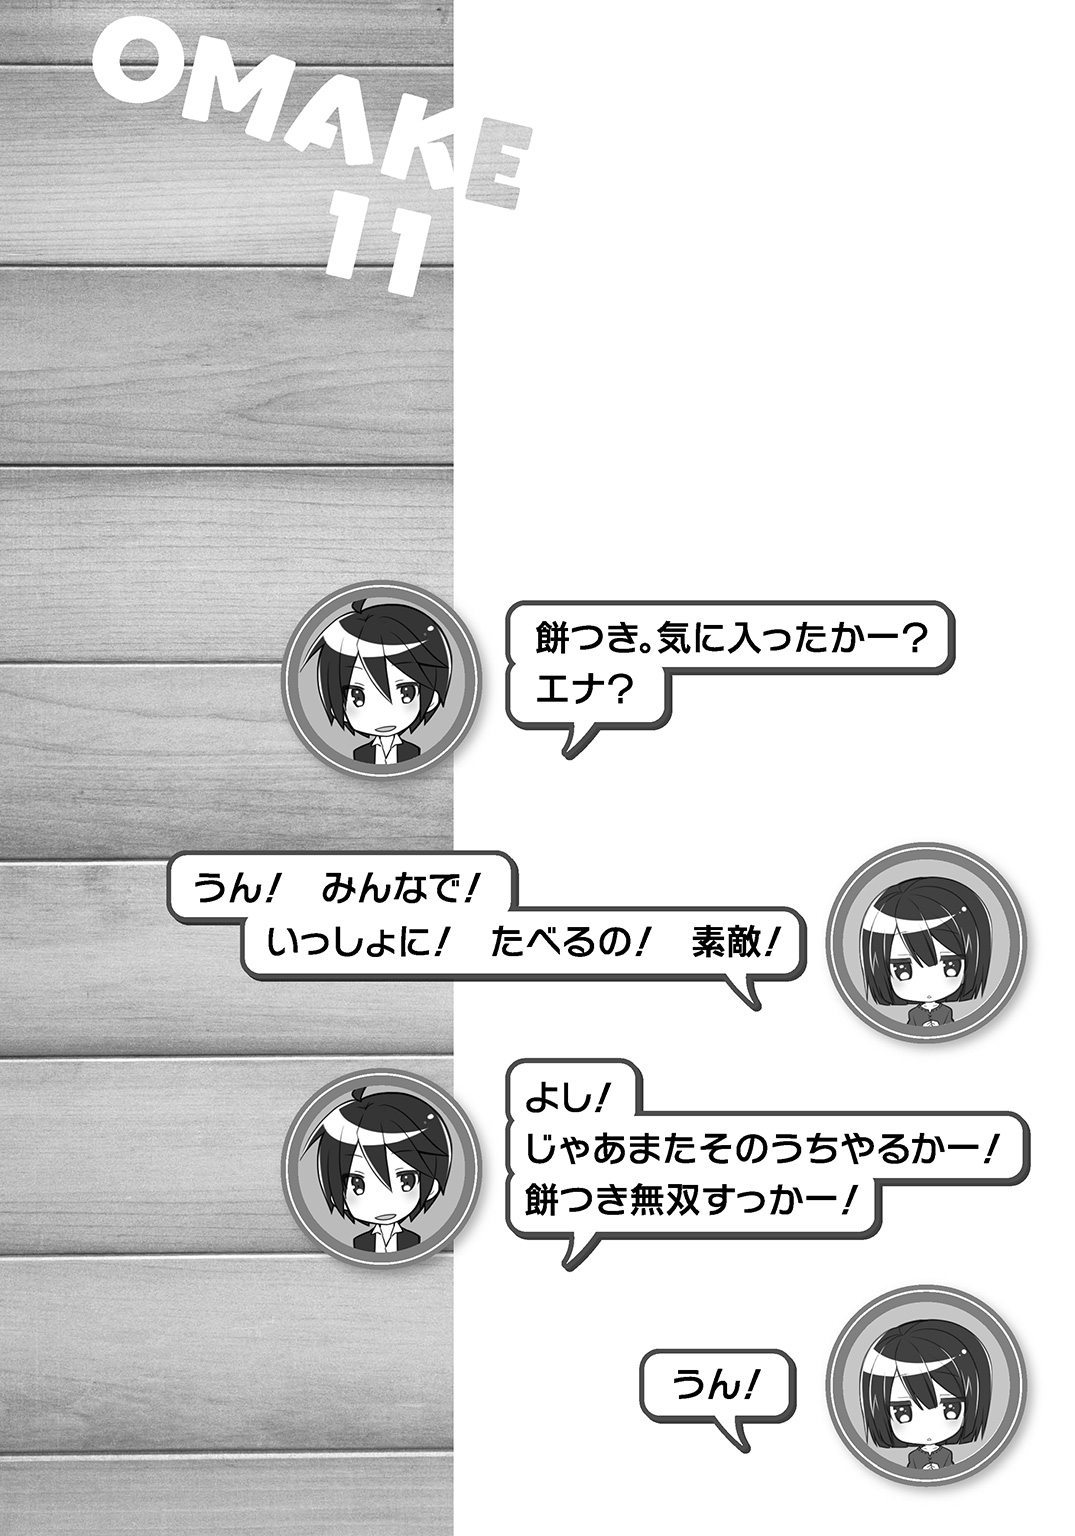 OMAKE
11
餅つき。気に入ったかー？
エナ？
うん！　みんなで！
いっしょに！　たべるの！　素敵！
よし！
じゃあまたそのうちやるかー！
餅つき無双すっかー！
うん！